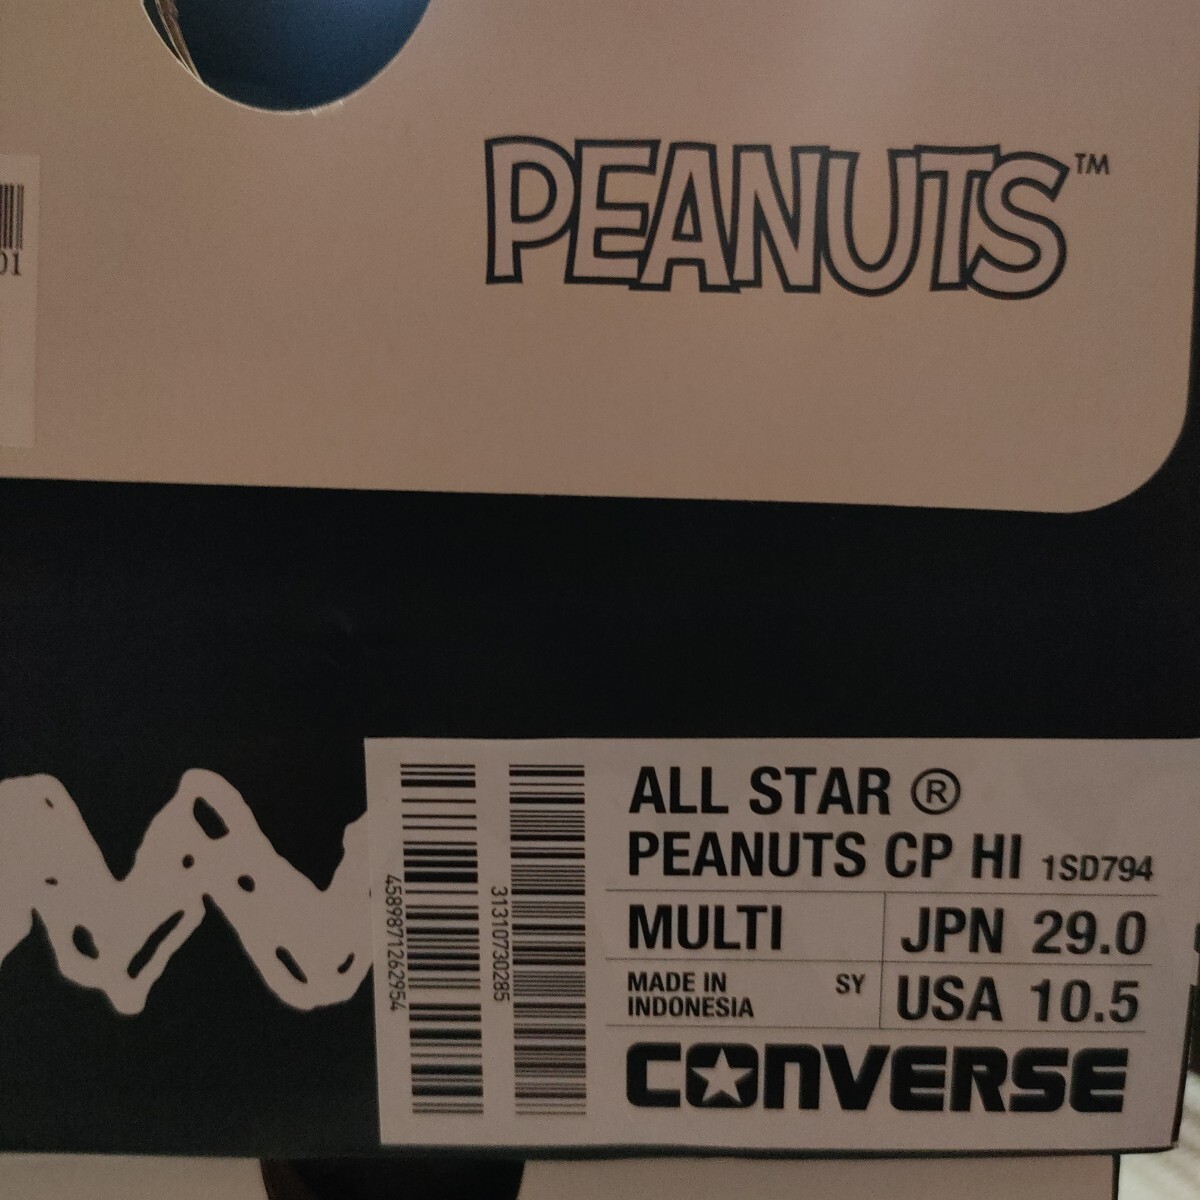 PEANUTS™
01
ALL STAR ®
PEANUTS CP HI 1SD794
MULTI JPN 29.0
MADE IN INDONESIA SY USA 10.5
CONVERSE
4589871262954
31310730285